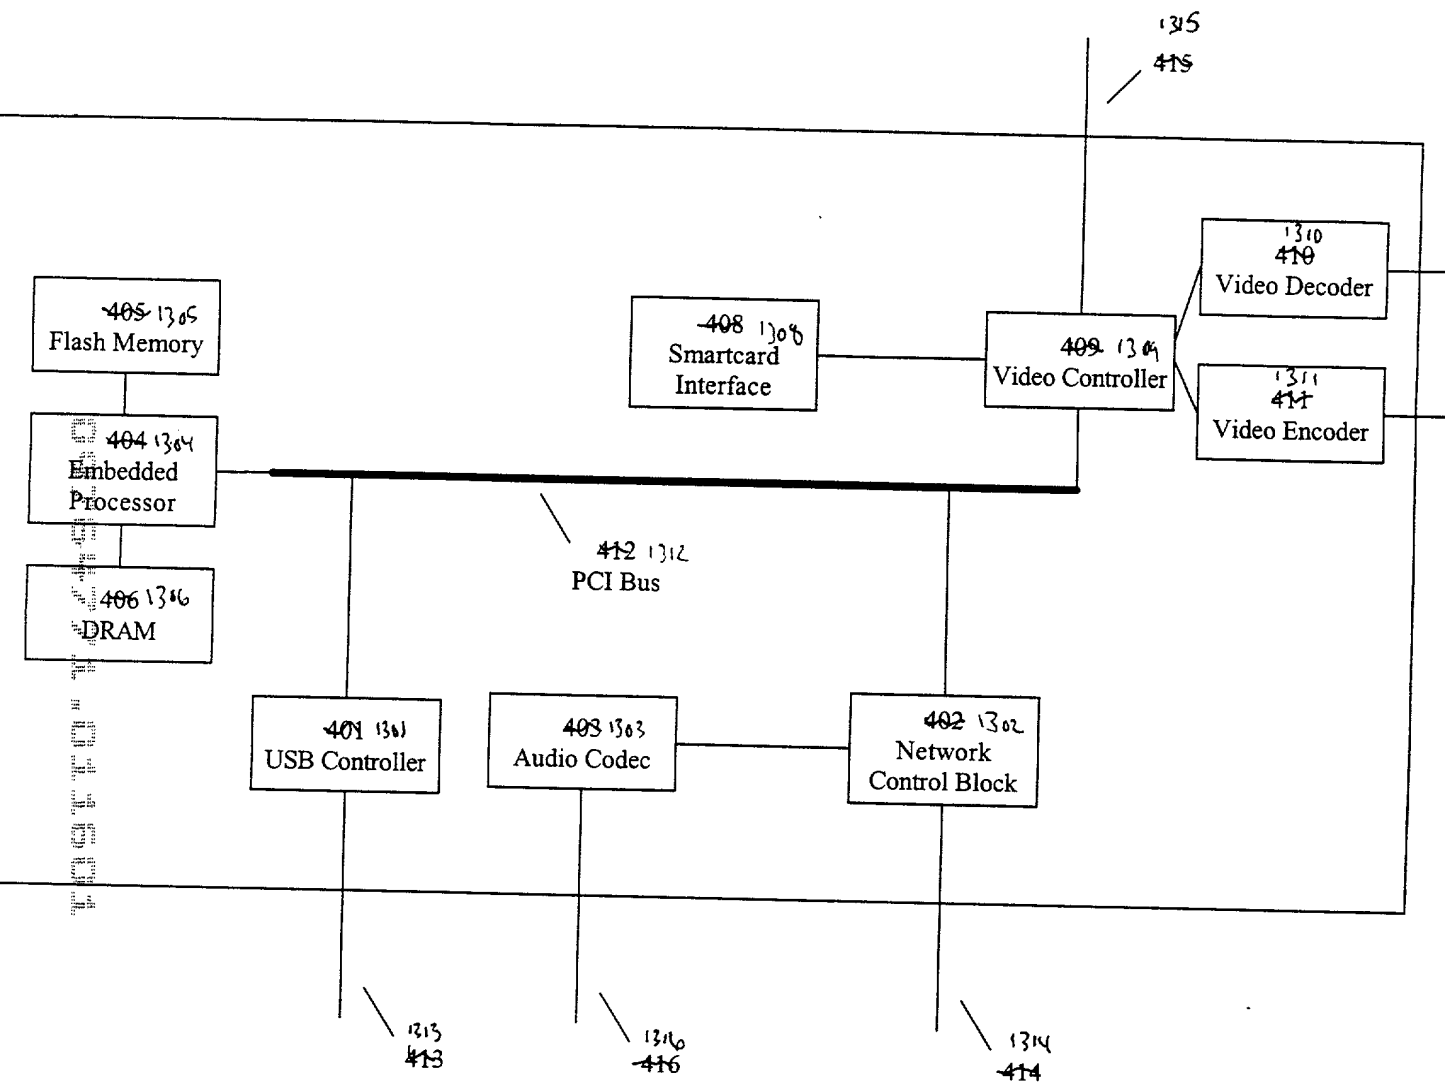 1315
415
1310
410
Video Decoder
405 1305
Flash Memory
408 1308
Smartcard
Interface
409 1309
Video Controller
1311
411
Video Encoder
404 1304
Embedded
Processor
412 1312
PCI Bus
406 1306
DRAM
401 1301
USB Controller
403 1303
Audio Codec
402 1302
Network
Control Block
1313
413
1316
416
1314
414